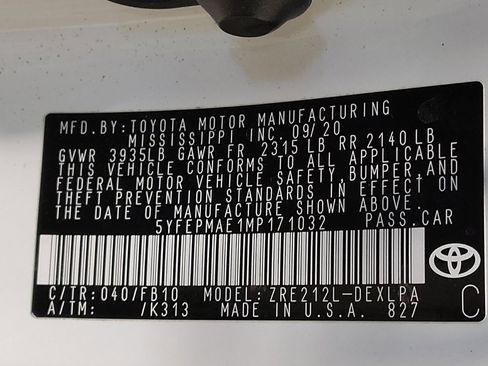 MFD.BY:TOYOTA MOTOR MANUFACTURING
MISSISSIPPI INC. 09/20
GVWR 3935LB GAWR FR 2315 LB RR 2140 LB
THIS VEHICLE CONFORMS TO ALL APPLICABLE
FEDERAL MOTOR VEHICLE SAFETY,BUMPER,AND
THEFT PREVENTION STANDARDS IN EFFECT ON
THE DATE OF MANUFACTURE SHOWN ABOVE.
5YFEPMAE1MP171032 PASS.CAR
C/TR:040/FB10 MODEL:ZRE212L-DEXLPA C
A/TM: /K313 MADE IN U.S.A. 827